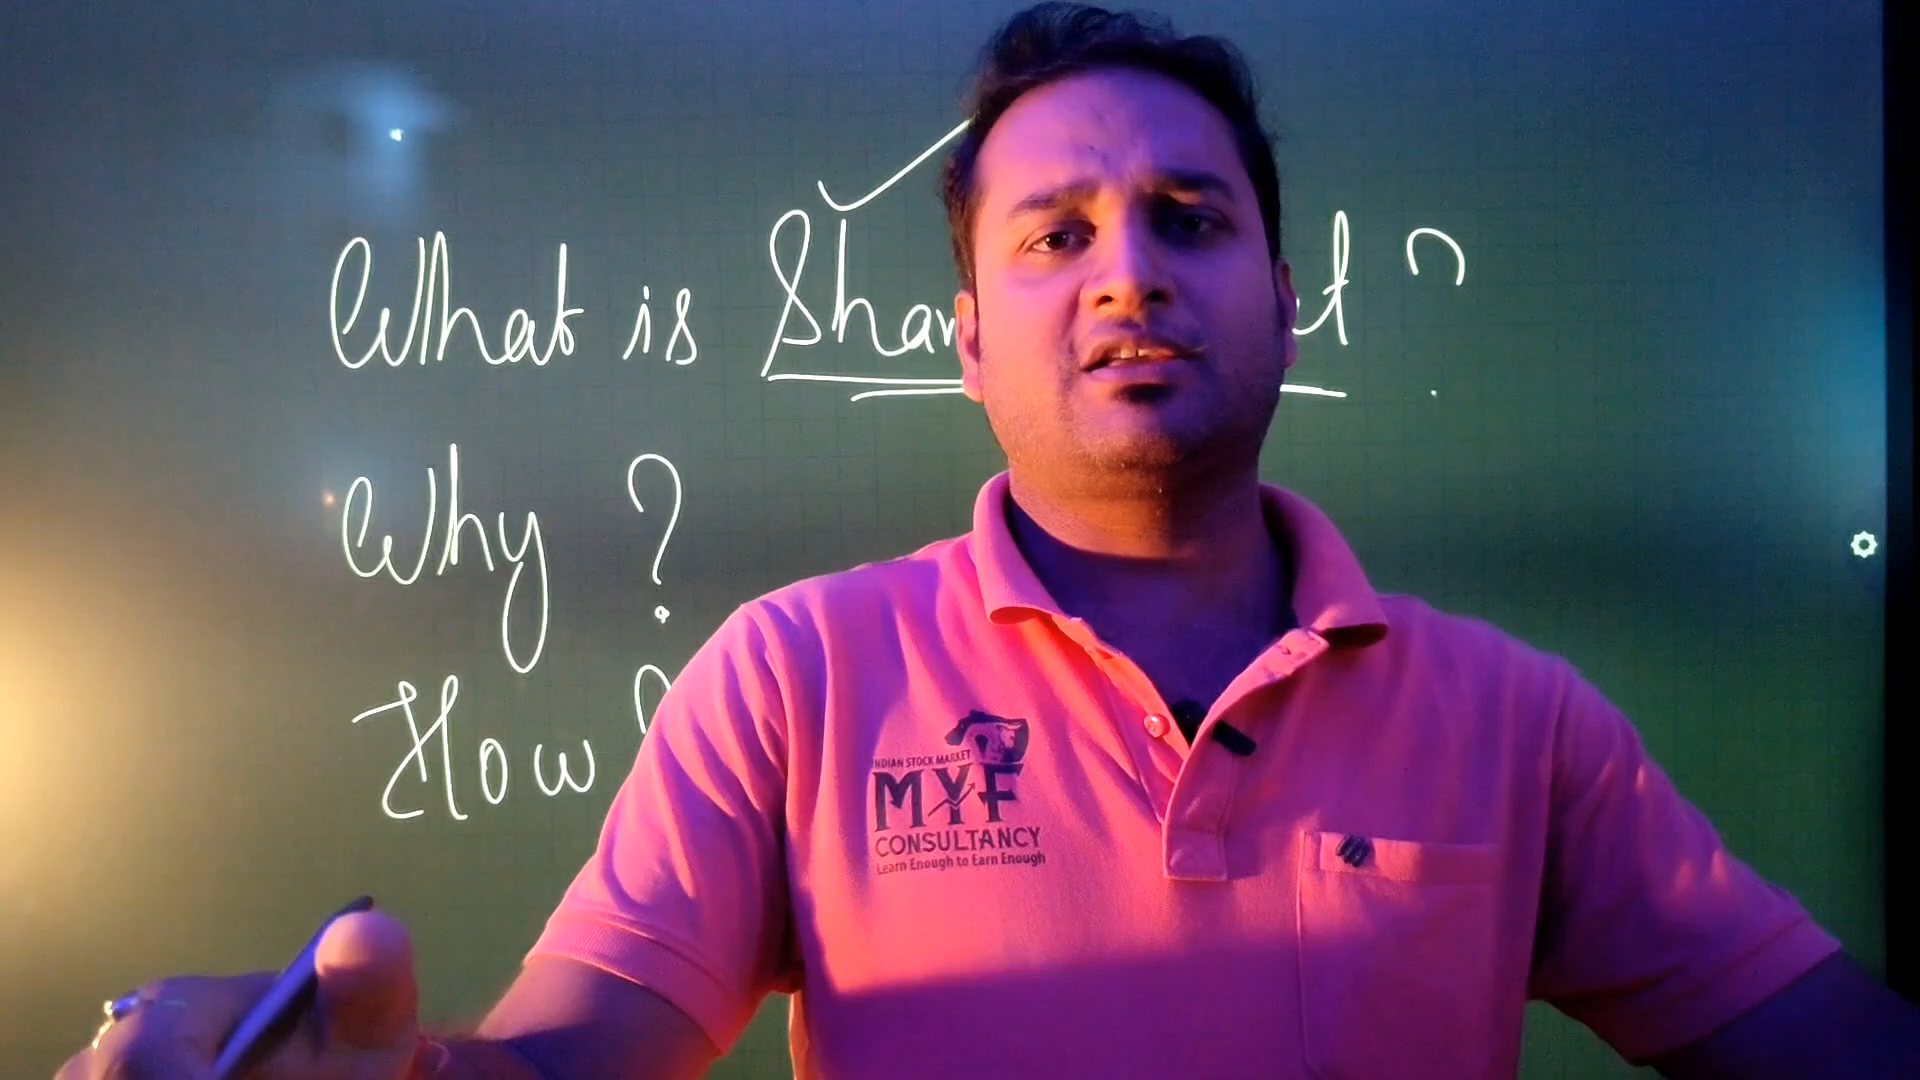 What is Shar t ?
Why ?
How ?
INDIAN STOCK MARKET
MYF
CONSULTANCY
Learn Enough to Earn Enough